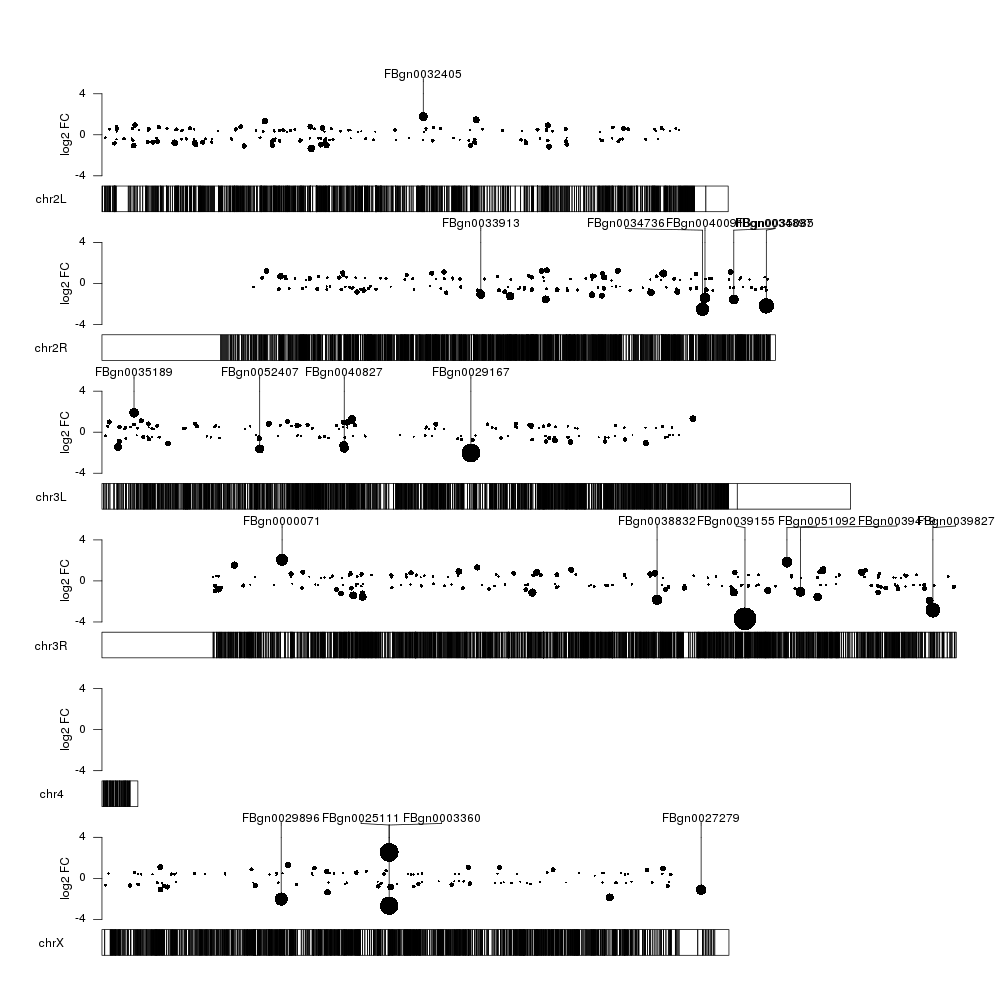 FBgn0032405
4
0
-4
log2 FC
chr2L
FBgn0033913 FBgn0034736
4
0
-4
log2 FC
chr2R
FBgn0035189 FBgn0052407 FBgn0040827 FBgn0029167
4
0
-4
log2 FC
chr3L
FBgn0000071 FBgn0038832 FBgn0039155 FBgn0051092 FBgn0039827
4
0
-4
log2 FC
chr3R
4
0
-4
log2 FC
chr4
FBgn0029896 FBgn0025111 FBgn0003360 FBgn0027279
4
0
-4
log2 FC
chrX